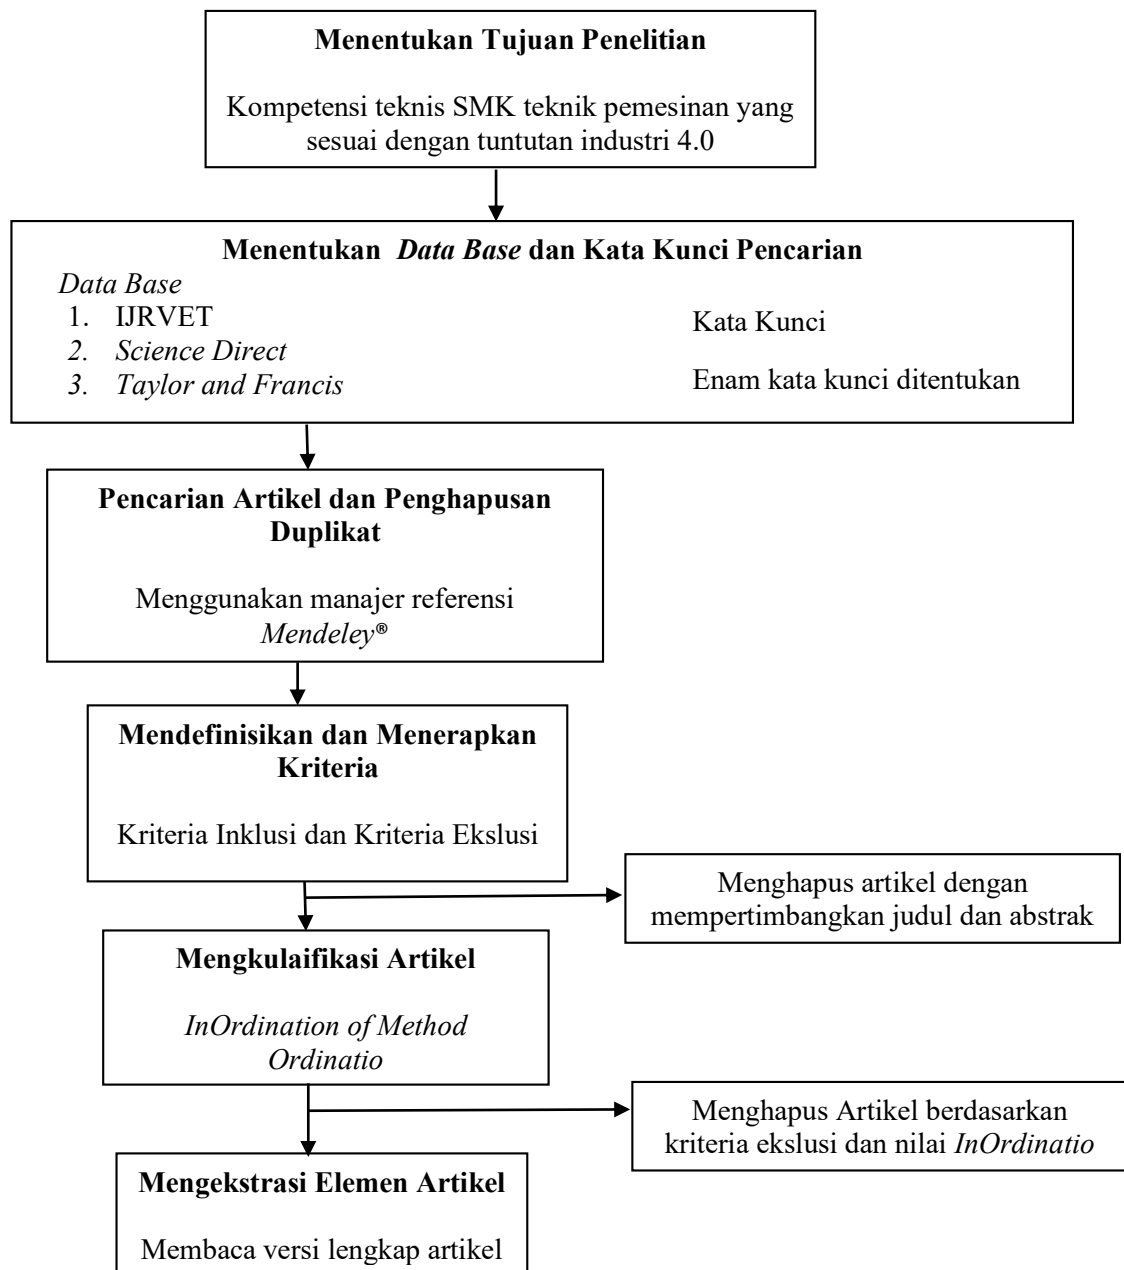 Menentukan Tujuan Penelitian
Kompetensi teknis SMK teknik pemesinan yang
sesuai dengan tuntutan industri 4.0
Menentukan Data Base dan Kata Kunci Pencarian
Data Base
1. IJRVET
2. Science Direct
3. Taylor and Francis
Kata Kunci
Enam kata kunci ditentukan
Pencarian Artikel dan Penghapusan
Duplikat
Menggunakan manajer referensi
Mendeley®
Mendefinisikan dan Menerapkan
Kriteria
Kriteria Inklusi dan Kriteria Ekslusi
Menghapus artikel dengan
mempertimbangkan judul dan abstrak
Mengkulaifikasi Artikel
InOrdination of Method
Ordinatio
Menghapus Artikel berdasarkan
kriteria ekslusi dan nilai InOrdinatio
Mengekstrasi Elemen Artikel
Membaca versi lengkap artikel